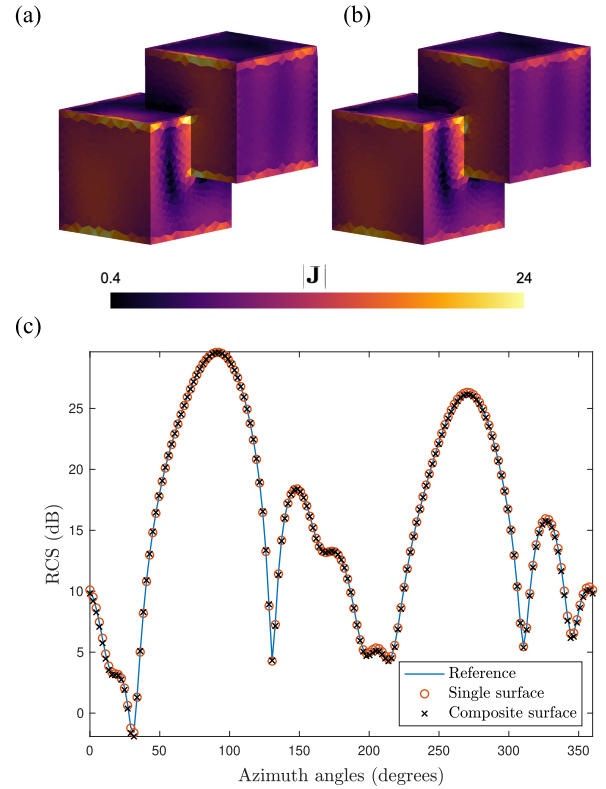 (a) (b)
|J̄|
0.4 24
(c)
25
20
15
10
5
0
RCS (dB)
Reference
Single surface
Composite surface
0 50 100 150 200 250 300 350
Azimuth angles (degrees)